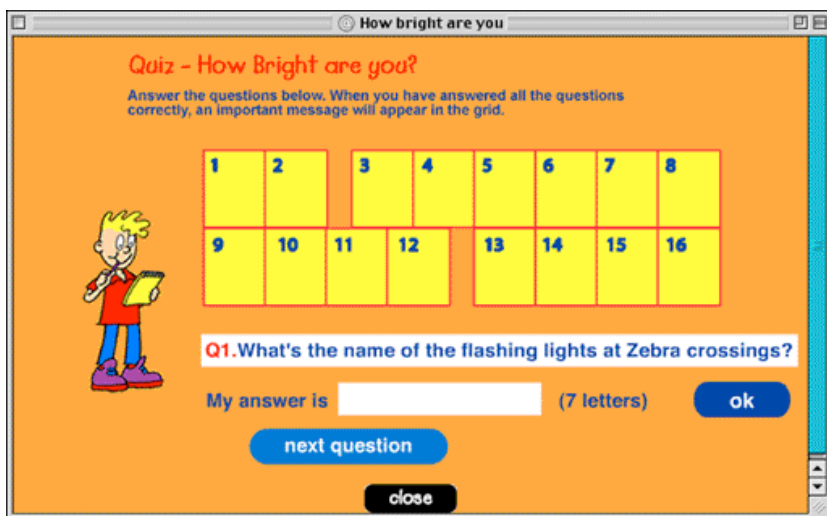 How bright are you
Quiz - How Bright are you?
Answer the questions below. When you have answered all the questions
correctly, an important message will appear in the grid.
1 2 3 4 5 6 7 8
9 10 11 12 13 14 15 16
Q1.What's the name of the flashing lights at Zebra crossings?
My answer is (7 letters) ok
next question
close